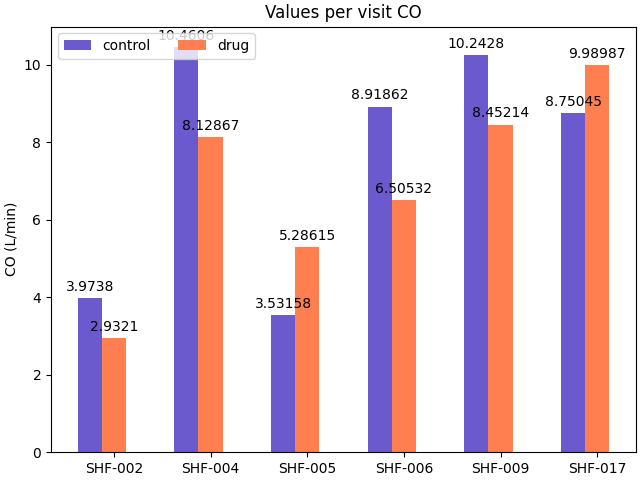 Values per visit CO
control
drug
CO (L/min)
10
8
6
4
2
0
3.9738
2.9321
10.4606
8.12867
3.53158
5.28615
8.91862
6.50532
10.2428
8.45214
8.75045
9.98987
SHF-002
SHF-004
SHF-005
SHF-006
SHF-009
SHF-017